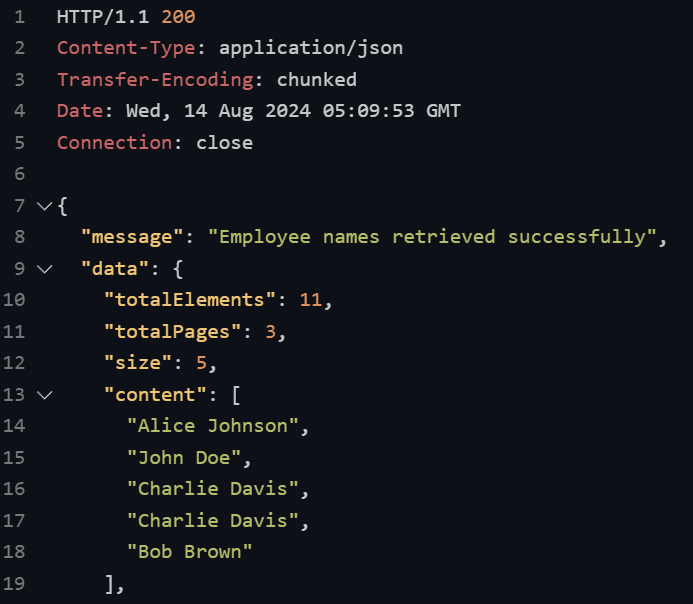 1 HTTP/1.1 200
2 Content-Type: application/json
3 Transfer-Encoding: chunked
4 Date: Wed, 14 Aug 2024 05:09:53 GMT
5 Connection: close
6
7 {
8 "message": "Employee names retrieved successfully",
9 "data": {
10 "totalElements": 11,
11 "totalPages": 3,
12 "size": 5,
13 "content": [
14 "Alice Johnson",
15 "John Doe",
16 "Charlie Davis",
17 "Charlie Davis",
18 "Bob Brown"
19 ],